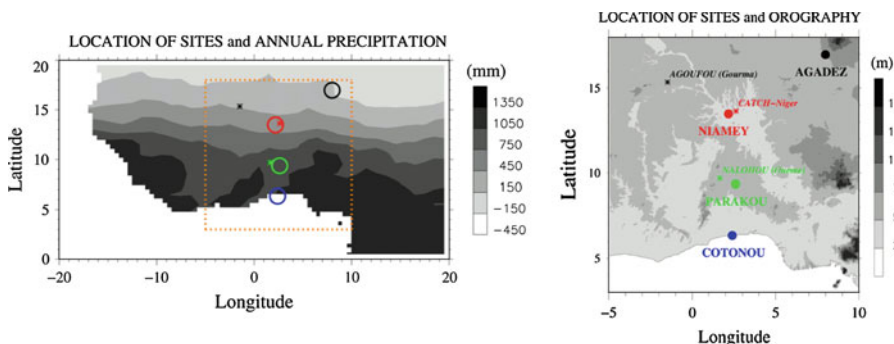 LOCATION OF SITES and ANNUAL PRECIPITATION
(mm)
20
15
10
5
0
Latitude
−20
−10
0
10
20
Longitude
1350
1050
750
450
150
−150
−450
LOCATION OF SITES and OROGRAPHY
(m)
15
10
5
Latitude
AGOUFOU (Gourma)
AGADEZ
CATCH−Niger
NIAMEY
PARAKOU
COTONOU
−5
0
5
10
Longitude